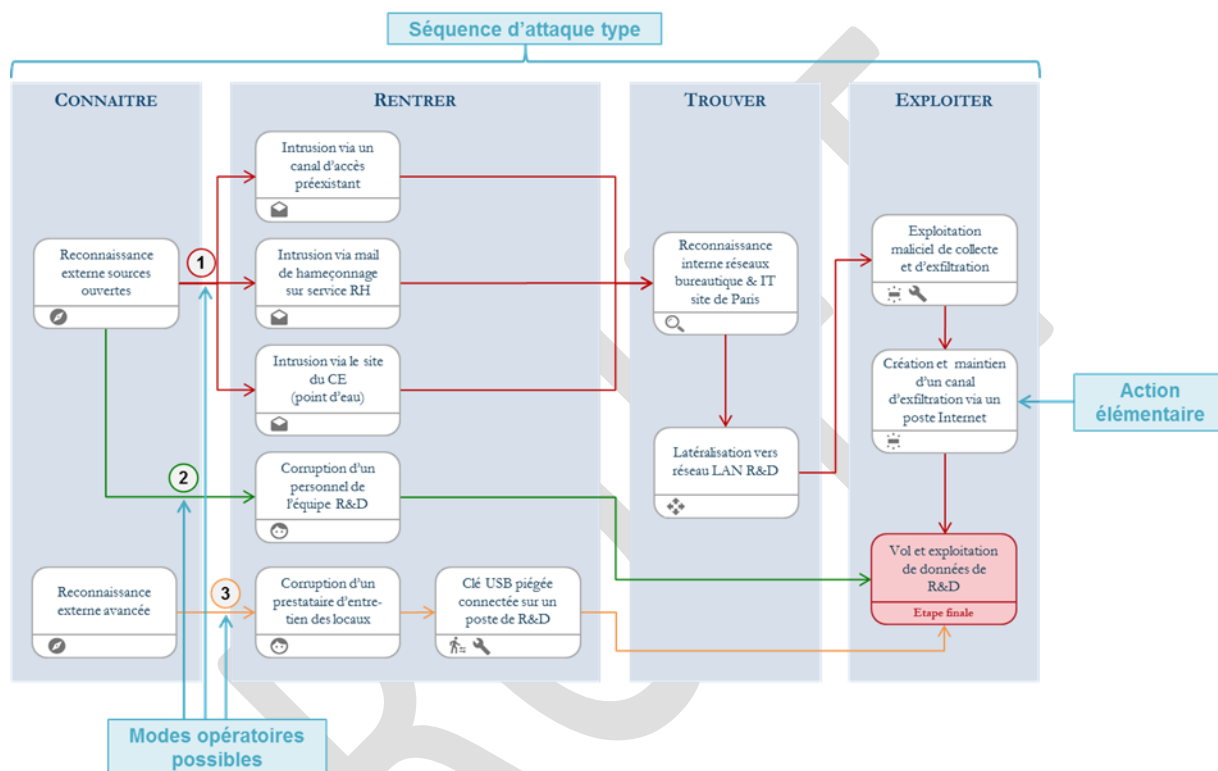 Séquence d'attaque type
CONNAITRE
RENTRER
TROUVER
EXPLOITER
Intrusion via un
canal d'accès
préexistant
Reconnaissance
externe sources
ouvertes
1
Intrusion via mail
de hameçonnage
sur service RH
Reconnaissance
interne réseaux
bureautique & IT
site de Paris
Exploitation
maliciel de collecte
et d'exfiltration
Intrusion via le site
du CE
(point d'eau)
Création et maintien
d'un canal
d'exfiltration via un
poste Internet
Action
élémentaire
2
Corruption d'un
personnel de
l'équipe R&D
Latéralisation vers
réseau LAN R&D
Vol et exploitation
de données de
R&D
Etape finale
Reconnaissance
externe avancée
3
Corruption d'un
prestataire d'entre-
tien des locaux
Clé USB piégée
connectée sur un
poste de R&D
Modes opératoires
possibles